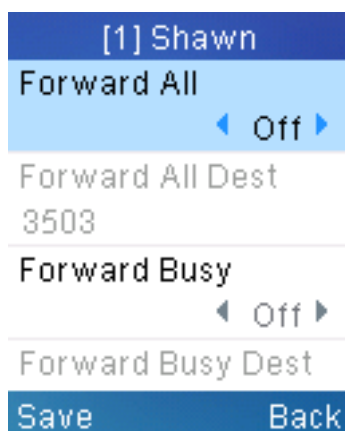 [1] Shawn
Forward All
Off
Forward All Dest
3503
Forward Busy
Off
Forward Busy Dest
Save Back